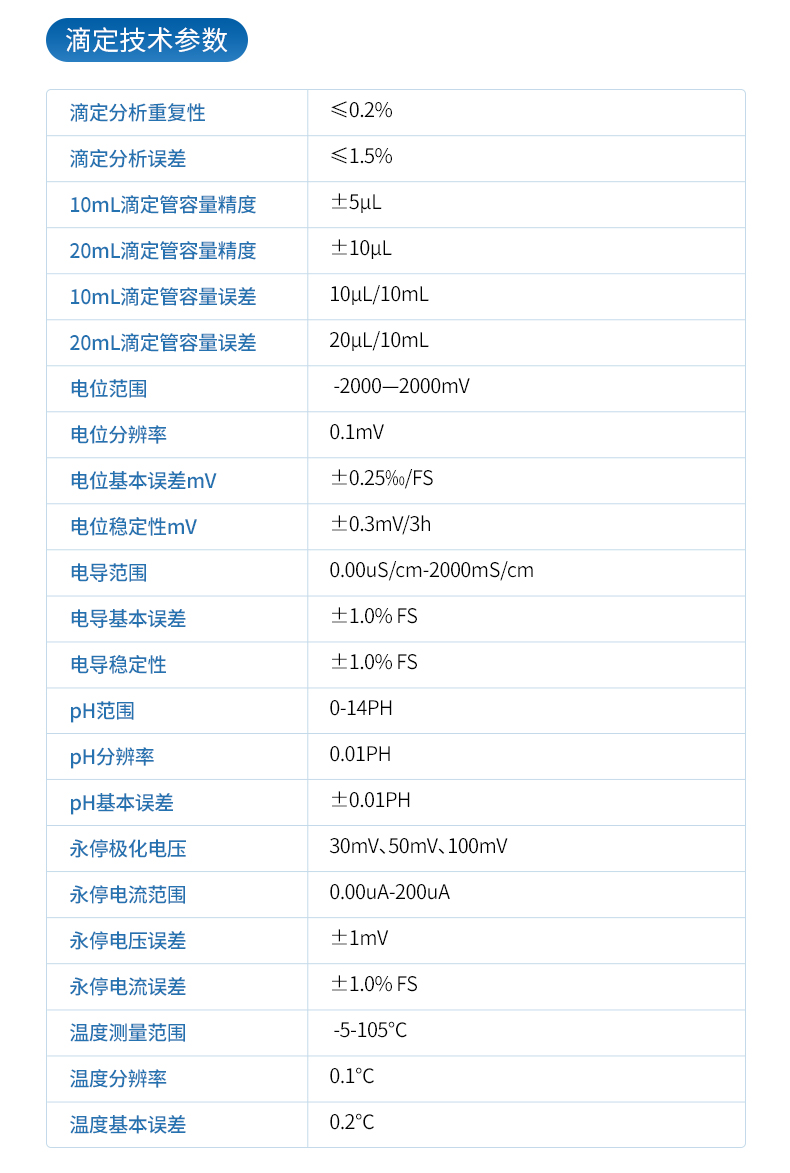 滴定技术参数
滴定分析重复性 ≤0.2%
滴定分析误差 ≤1.5%
10mL滴定管容量精度 ±5μL
20mL滴定管容量精度 ±10μL
10mL滴定管容量误差 10μL/10mL
20mL滴定管容量误差 20μL/10mL
电位范围 -2000—2000mV
电位分辨率 0.1mV
电位基本误差mV ±0.25‰/FS
电位稳定性mV ±0.3mV/3h
电导范围 0.00uS/cm-2000mS/cm
电导基本误差 ±1.0% FS
电导稳定性 ±1.0% FS
pH范围 0-14PH
pH分辨率 0.01PH
pH基本误差 ±0.01PH
永停极化电压 30mV、50mV、100mV
永停电流范围 0.00uA-200uA
永停电压误差 ±1mV
永停电流误差 ±1.0% FS
温度测量范围 -5-105°C
温度分辨率 0.1°C
温度基本误差 0.2°C